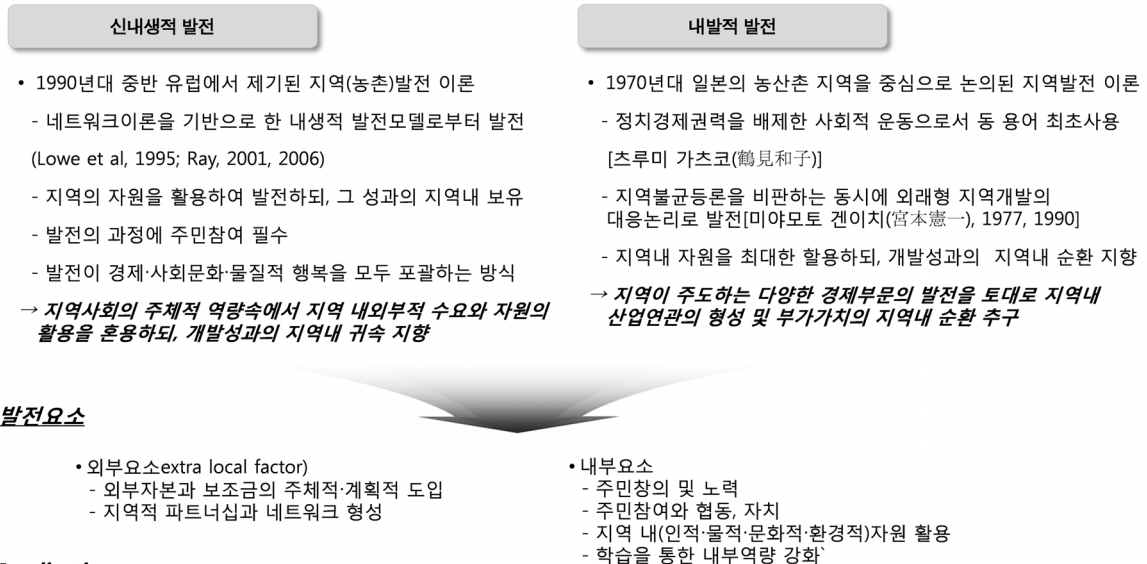 신내생적 발전
• 1990년대 중반 유럽에서 제기된 지역(농촌)발전 이론
- 네트워크이론을 기반으로 한 내생적 발전모델로부터 발전
(Lowe et al, 1995; Ray, 2001, 2006)
- 지역의 자원을 활용하여 발전하되, 그 성과의 지역내 보유
- 발전의 과정에 주민참여 필수
- 발전이 경제·사회문화·물질적 행복을 모두 포괄하는 방식
→ 지역사회의 주체적 역량속에서 지역 내외부적 수요와 자원의
활용을 혼용하되, 개발성과의 지역내 귀속 지향
내발적 발전
• 1970년대 일본의 농산촌 지역을 중심으로 논의된 지역발전 이론
- 정치경제권력을 배제한 사회적 운동으로서 동 용어 최초사용
[츠루미 가츠코(鶴見和子)]
- 지역불균등론을 비판하는 동시에 외래형 지역개발의
대응논리로 발전[미야모토 겐이치(宮本憲一), 1977, 1990]
- 지역내 자원을 최대한 할용하되, 개발성과의 지역내 순환 지향
→ 지역이 주도하는 다양한 경제부문의 발전을 토대로 지역내
산업연관의 형성 및 부가가치의 지역내 순환 추구
발전요소
• 외부요소extra local factor)
- 외부자본과 보조금의 주체적·계획적 도입
- 지역적 파트너십과 네트워크 형성
• 내부요소
- 주민창의 및 노력
- 주민참여와 협동, 자치
- 지역 내(인적·물적·문화적·환경적)자원 활용
- 학습을 통한 내부역량 강화`